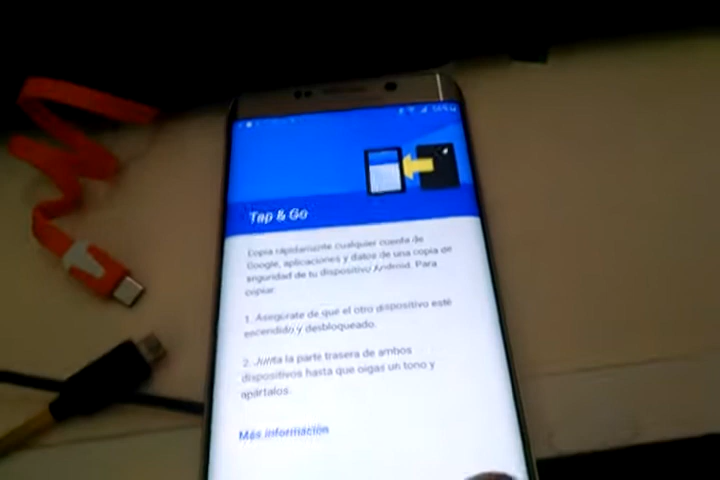 Tap & Go
Copia rápidamente cualquier cuenta de
Google, aplicaciones y datos de una copia de
seguridad de tu dispositivo Android. Para
copiar:
1. Asegúrate de que el otro dispositivo esté
encendido y desbloqueado.
2. Junta la parte trasera de ambos
dispositivos hasta que oigas un tono y
apártalos.
Más información